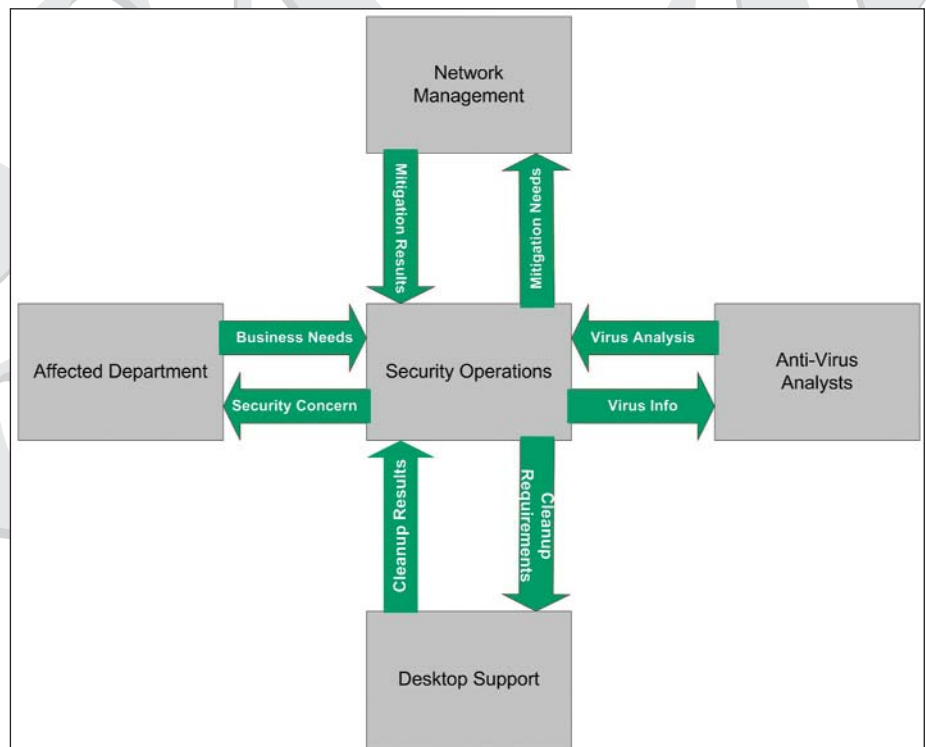 Network
Management
Mitigation Results
Mitigation Needs
Affected Department
Business Needs
Security Concern
Security Operations
Virus Analysis
Virus Info
Anti-Virus
Analysts
Cleanup Results
Cleanup
Requirements
Desktop Support